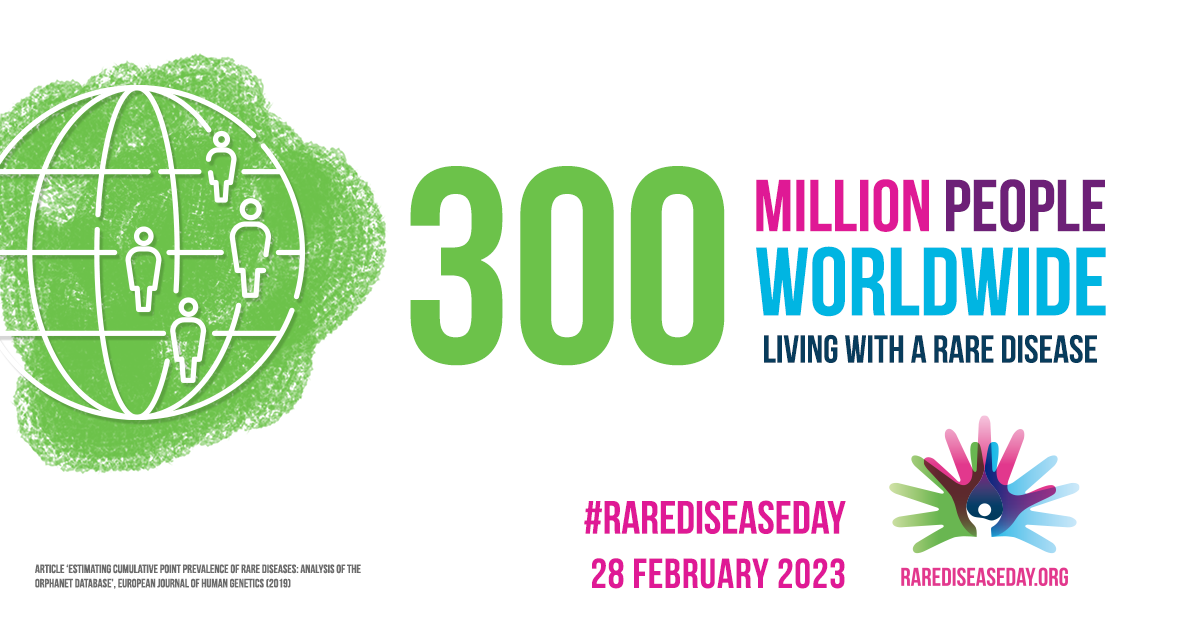 300
MILLION PEOPLE
WORLDWIDE
LIVING WITH A RARE DISEASE
#RAREDISEASEDAY
28 FEBRUARY 2023
RAREDISEASEDAY.ORG
ARTICLE 'ESTIMATING CUMULATIVE POINT PREVALENCE OF RARE DISEASES: ANALYSIS OF THE
ORPHANET DATABASE', EUROPEAN JOURNAL OF HUMAN GENETICS (2019)